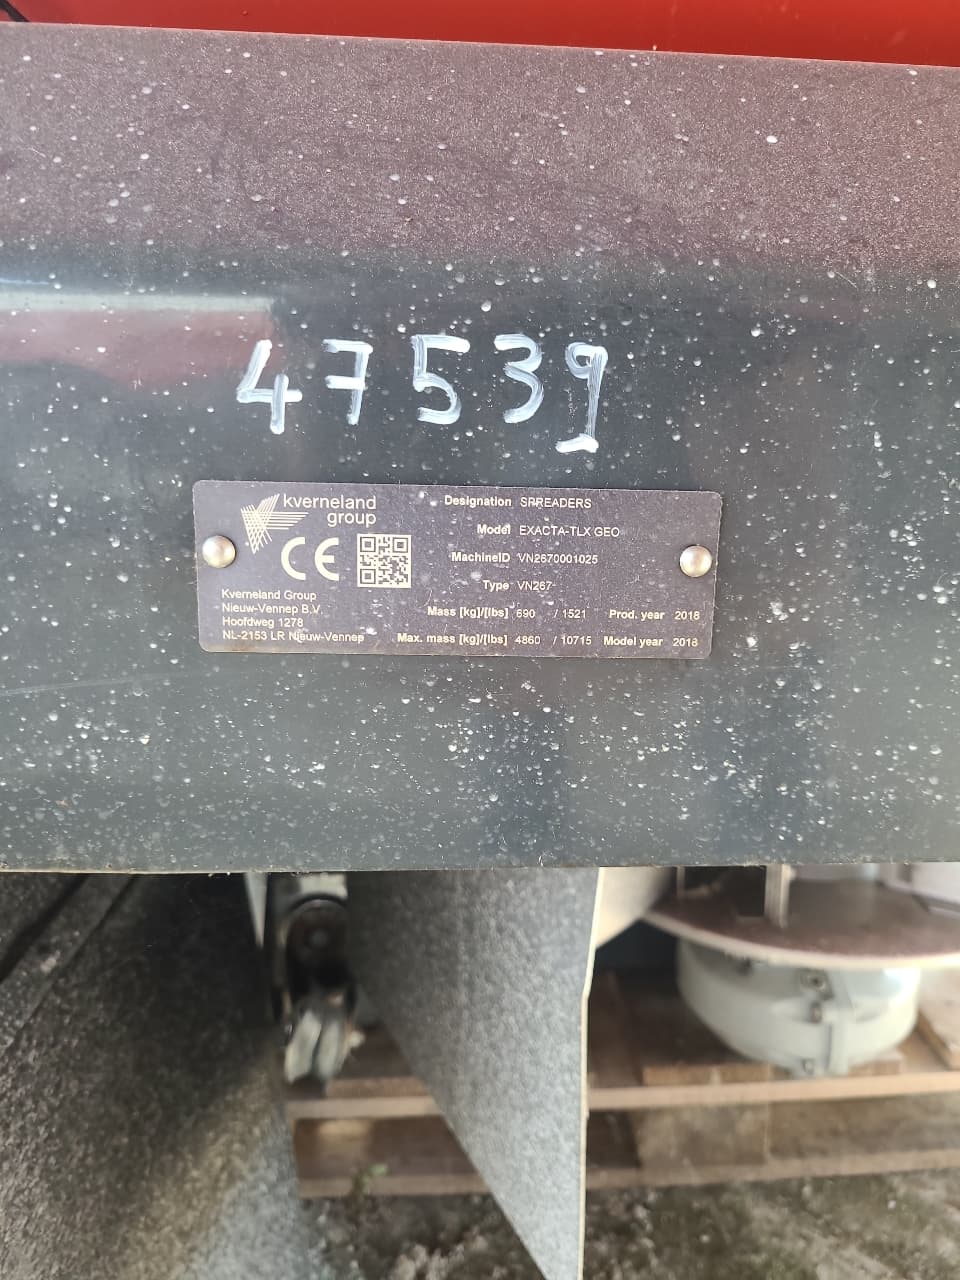 47539
kverneland
group
CE
Kverneland Group
Nieuw-Vennep B.V.
Hoofdweg 1278
NL-2153 LR Nieuw-Vennep
Designation SPREADERS
Model EXACTA-TLX GEO
MachineID VN2670001025
Type VN267
Mass [kg]/[lbs] 690 / 1521 Prod. year 2018
Max. mass [kg]/[lbs] 4860 / 10715 Model year 2018